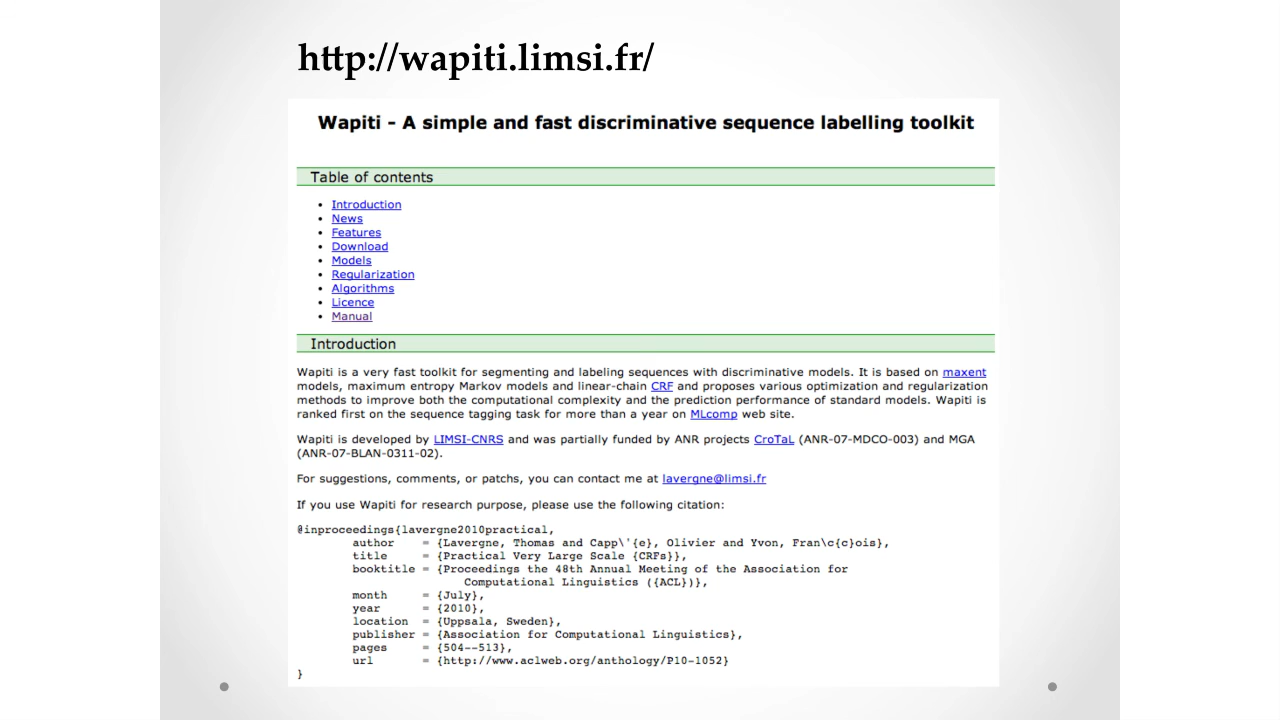 http://wapiti.limsi.fr/
Wapiti - A simple and fast discriminative sequence labelling toolkit
Table of contents
• Introduction
• News
• Features
• Download
• Models
• Regularization
• Algorithms
• Licence
• Manual
Introduction
Wapiti is a very fast toolkit for segmenting and labeling sequences with discriminative models. It is based on maxent
models, maximum entropy Markov models and linear-chain CRF and proposes various optimization and regularization
methods to improve both the computational complexity and the prediction performance of standard models. Wapiti is
ranked first on the sequence tagging task for more than a year on MLcomp web site.
Wapiti is developed by LIMSI-CNRS and was partially funded by ANR projects CroTaL (ANR-07-MDCO-003) and MGA
(ANR-07-BLAN-0311-02).
For suggestions, comments, or patchs, you can contact me at lavergne@limsi.fr
If you use Wapiti for research purpose, please use the following citation:
@inproceedings{lavergne2010practical,
author = {Lavergne, Thomas and Capp\'{e}, Olivier and Yvon, Fran\c{c}ois},
title = {Practical Very Large Scale {CRFs}},
booktitle = {Proceedings the 48th Annual Meeting of the Association for
Computational Linguistics ({ACL})},
month = {July},
year = {2010},
location = {Uppsala, Sweden},
publisher = {Association for Computational Linguistics},
pages = {504--513},
url = {http://www.aclweb.org/anthology/P10-1052}
}